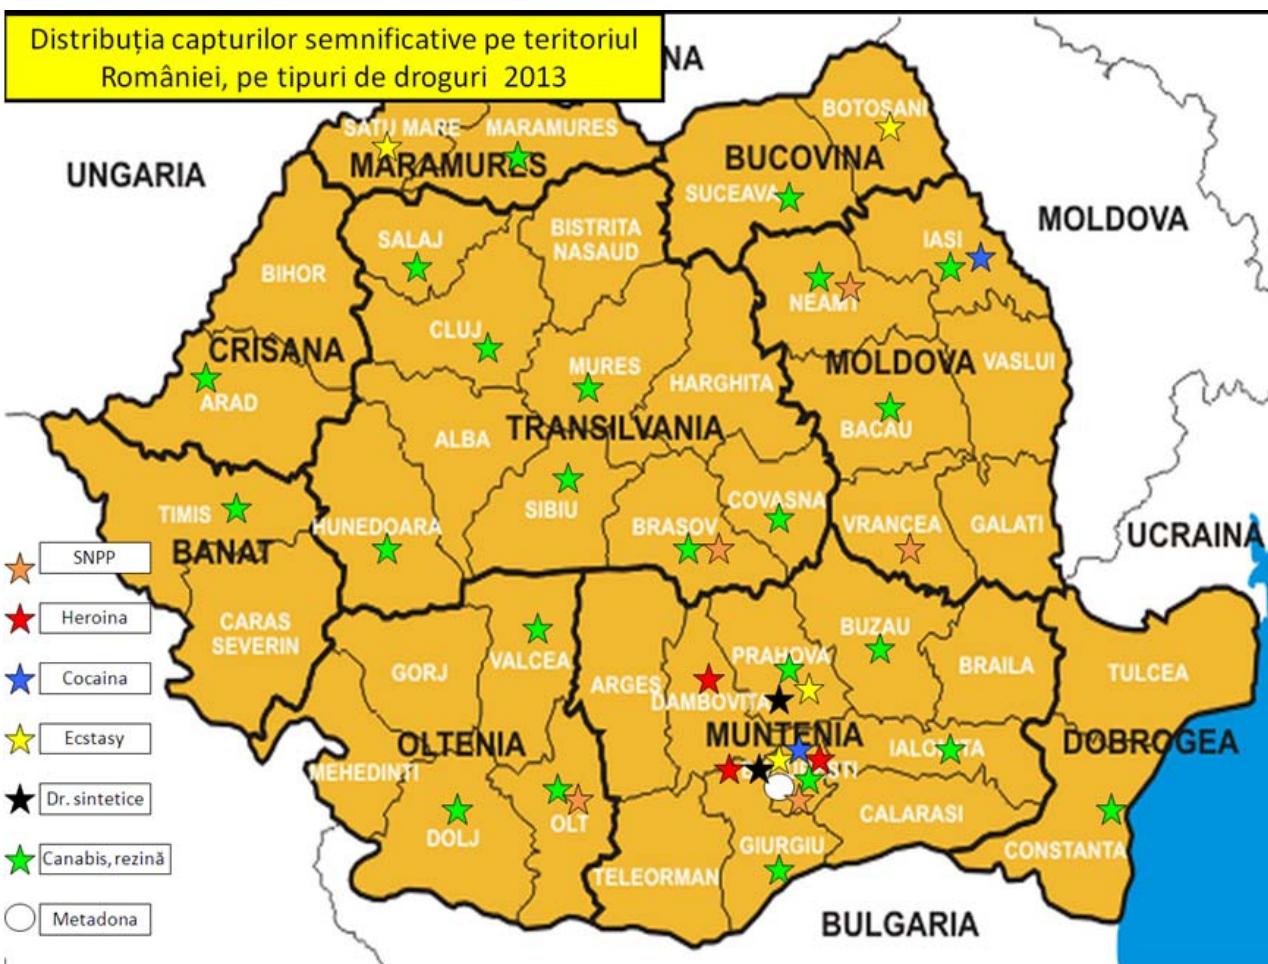 Distribuția capturilor semnificative pe teritoriul
României, pe tipuri de droguri 2013
NA
SATU MARE
MARAMURES
BOTOSANI
UNGARIA
MARAMURES
BUCOVINA
SUCEAVA
MOLDOVA
SALAJ
BISTRITA
NASAUD
IASI
BIHOR
NEAMT
CLUJ
CRISANA
MURES
HARGHITA
MOLDOVA
VASLUI
ARAD
ALBA
TRANSILVANIA
BACAU
TIMIS
HUNEDOARA
SIBIU
BRASOV
COVASNA
VRANCEA
GALATI
UCRAINA
BANAT
SNPP
Heroina
CARAS
SEVERIN
GORJ
VALCEA
ARGES
PRAHOVA
DAMBOVITA
BUZAU
BRAILA
TULCEA
Cocaina
Ecstasy
OLTENIA
MUNTENIA
IALOMITA
DOBROGEA
MEHEDINTI
Dr. sintetice
DOLJ
OLT
CALARASI
GIURGIU
CONSTANTA
Canabis, rezină
TELEORMAN
Metadona
BULGARIA